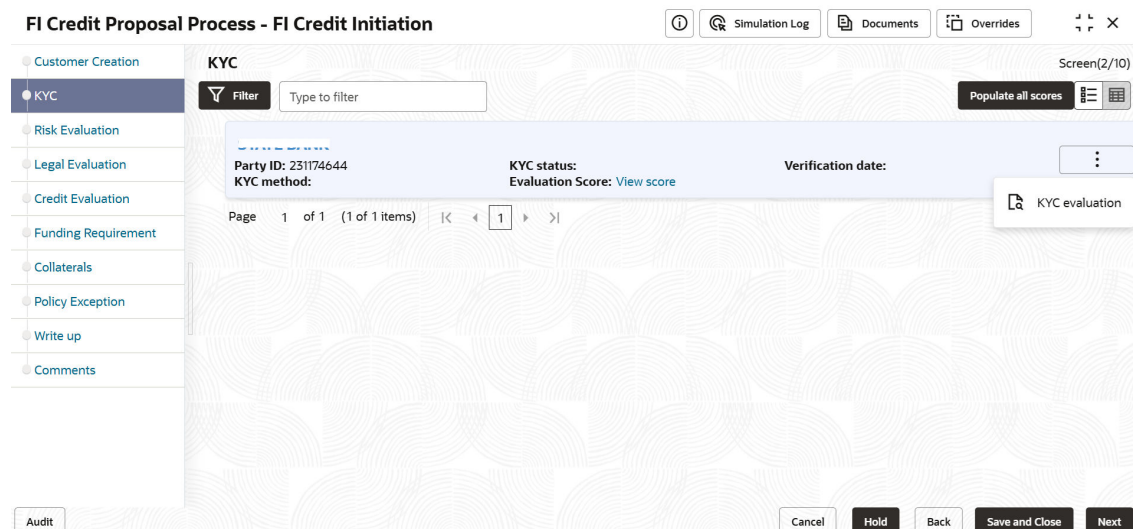 FI Credit Proposal Process - FI Credit Initiation
Simulation Log
Documents
Overrides
Customer Creation
KYC
Risk Evaluation
Legal Evaluation
Credit Evaluation
Funding Requirement
Collaterals
Policy Exception
Write up
Comments
KYC
Screen(2/10)
Filter
Type to filter
Populate all scores
Party ID: 231174644
KYC status:
Verification date:
KYC method:
Evaluation Score: View score
KYC evaluation
Page 1 of 1 (1 of 1 items) 1
Audit
Cancel
Hold
Back
Save and Close
Next